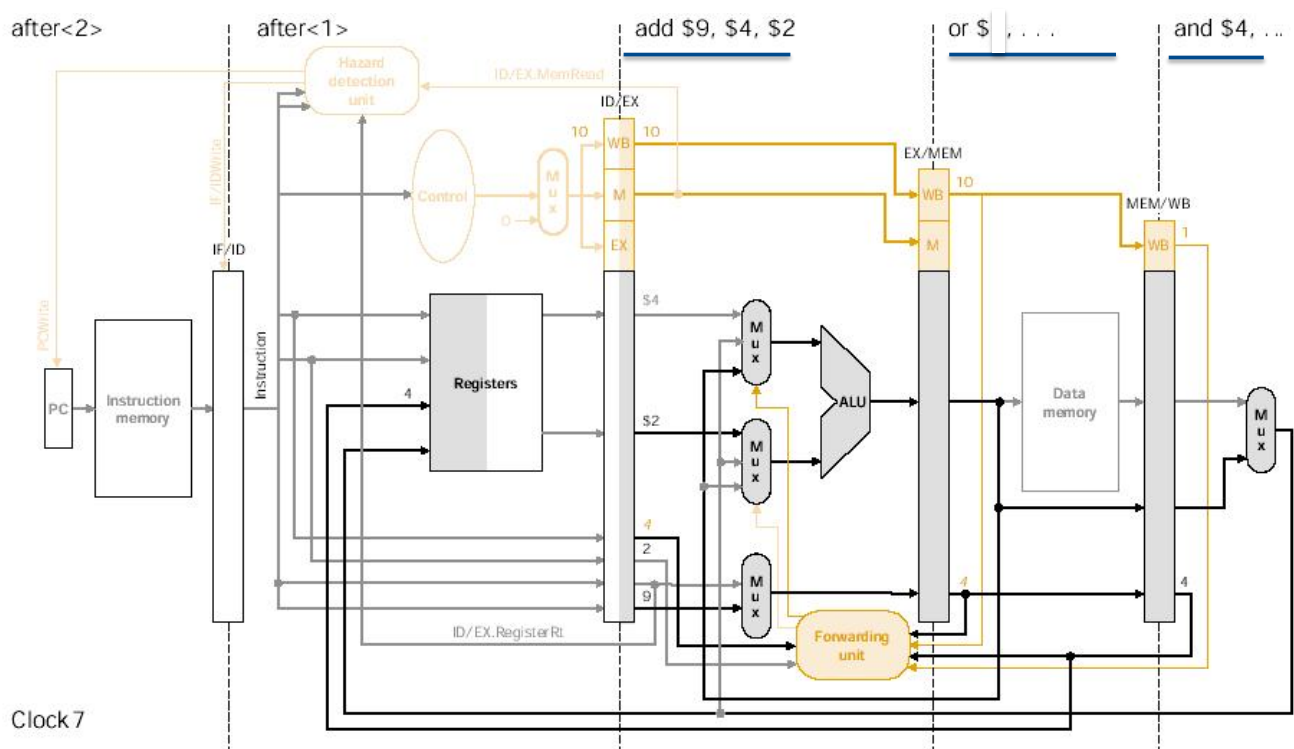 after<2>
after<1>
add $9, $4, $2
or $ , . . .
and $4, . ..
Hazard
detection
unit
ID/EX.MemRead
ID/EX
10
WB
10
EX/MEM
IF/IDWrite
Control
M
u
x
0
M
WB
10
MEM/WB
EX
M
WB
1
IF/ID
PCWrite
Instruction
$4
M
u
x
PC
Instruction
memory
4
Registers
ALU
Data
memory
M
u
x
$2
M
u
x
4
2
9
M
u
x
4
4
ID/EX.RegisterRt
Forwarding
unit
Clock 7